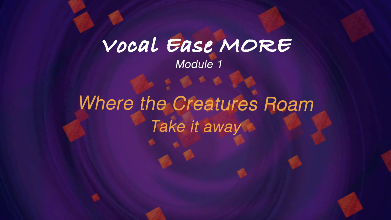 Vocal Ease MORE
Module 1
Where the Creatures Roam
Take it away